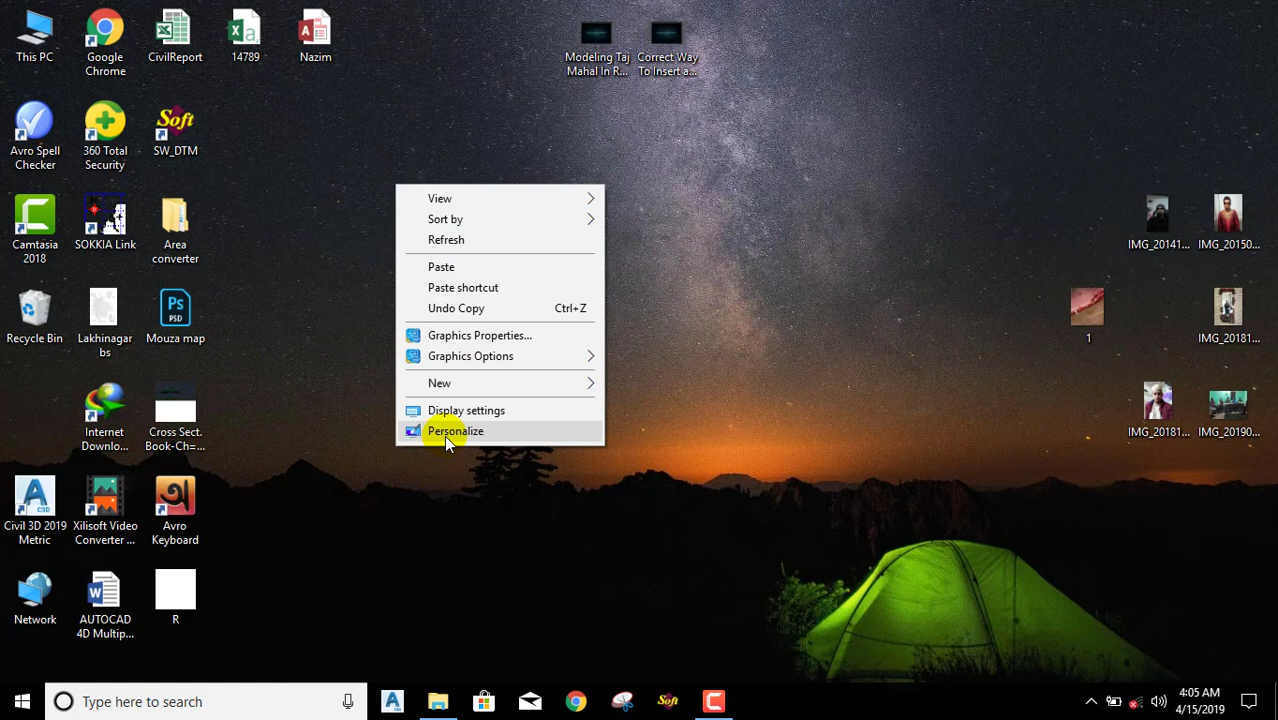 This PC
Google
Chrome
CivilReport
14789
Nazim
Modeling Taj
Mahal In R...
Correct Way
To Insert a...
Avro Spell
Checker
360 Total
Security
Soft
SW_DTM
Camtasia
2018
SOKKIA Link
Area
converter
IMG_20141...
IMG_20150...
Recycle Bin
Lakhinagar
bs
Ps
PSD
Mouza map
1
IMG_20181...
Internet
Downlo...
Cross Sect.
Book-Ch=...
IMG_20181...
IMG_20190...
Civil 3D 2019
Metric
Xilisoft Video
Converter ...
অ
Avro
Keyboard
Network
AUTOCAD
4D Multip...
R
View
Sort by
Refresh
Paste
Paste shortcut
Undo Copy Ctrl+Z
Graphics Properties...
Graphics Options
New
Display settings
Personalize
Type here to search
Soft
4:05 AM
4/15/2019